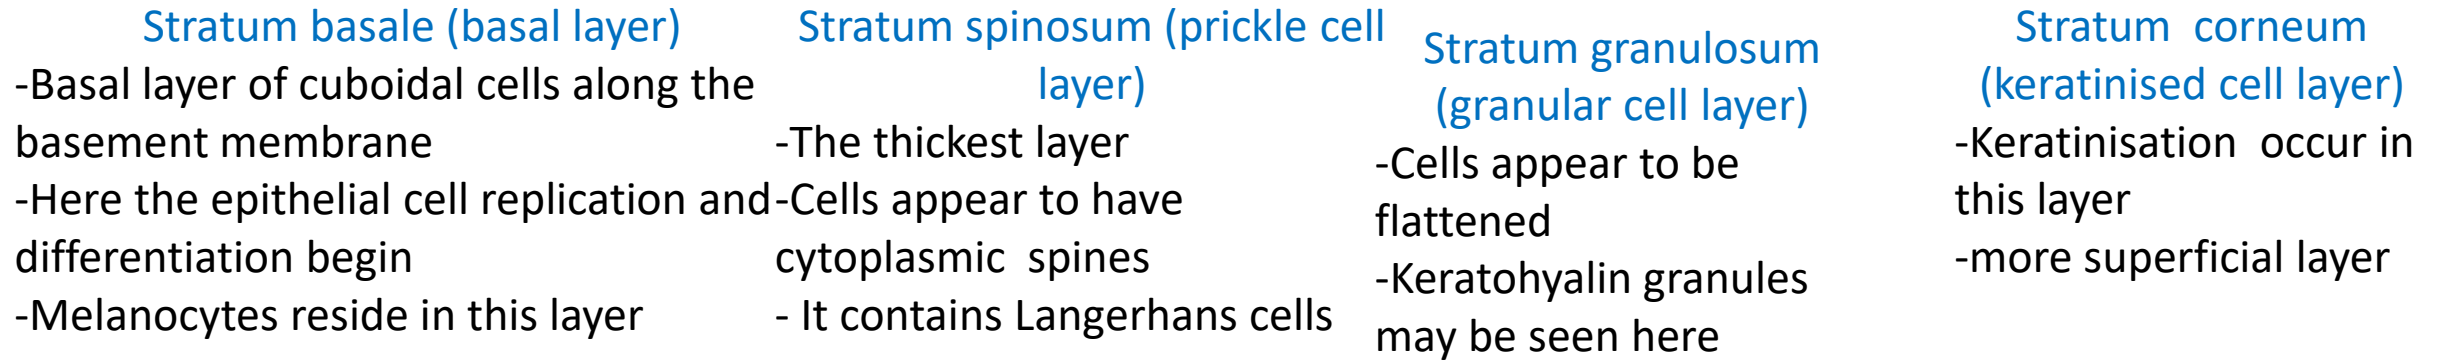 Stratum basale (basal layer)
-Basal layer of cuboidal cells along the
basement membrane
-Here the epithelial cell replication and
differentiation begin
-Melanocytes reside in this layer
Stratum spinosum (prickle cell
layer)
-The thickest layer
-Cells appear to have
cytoplasmic  spines
- It contains Langerhans cells
Stratum granulosum
(granular cell layer)
-Cells appear to be
flattened
-Keratohyalin granules
may be seen here
Stratum  corneum
(keratinised cell layer)
-Keratinisation  occur in
this layer
-more superficial layer